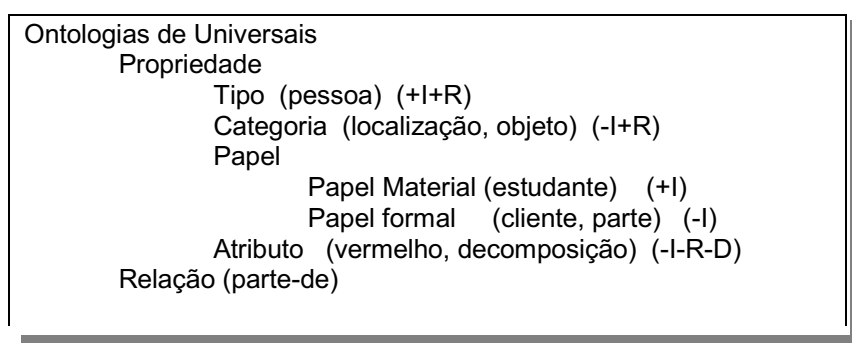 Ontologias de Universais
Propriedade
Tipo (pessoa) (+I+R)
Categoria (localização, objeto) (-I+R)
Papel
Papel Material (estudante) (+I)
Papel formal (cliente, parte) (-I)
Atributo (vermelho, decomposição) (-I-R-D)
Relação (parte-de)